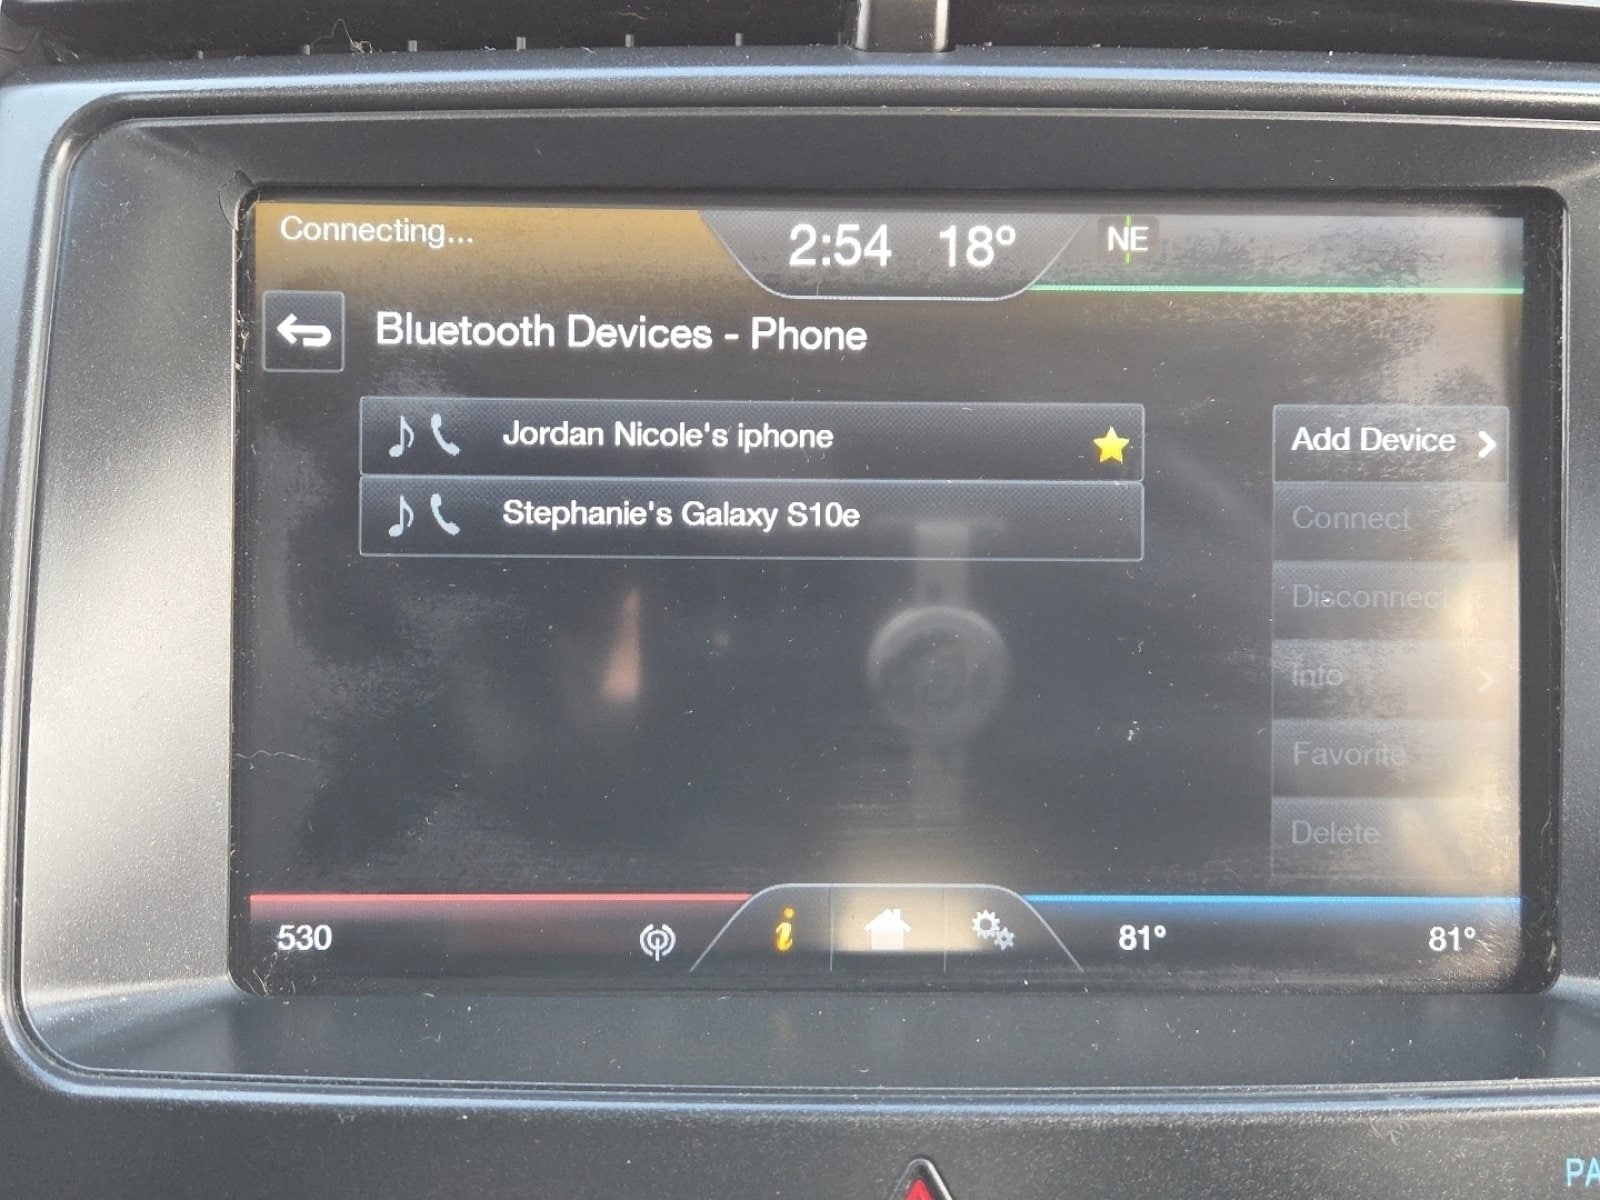 Connecting...
2:54 18° NE
Bluetooth Devices - Phone
Jordan Nicole's iphone
Stephanie's Galaxy S10e
Add Device
Connect
Disconnect
Info
Favorite
Delete
530
i
81° 81°
PA